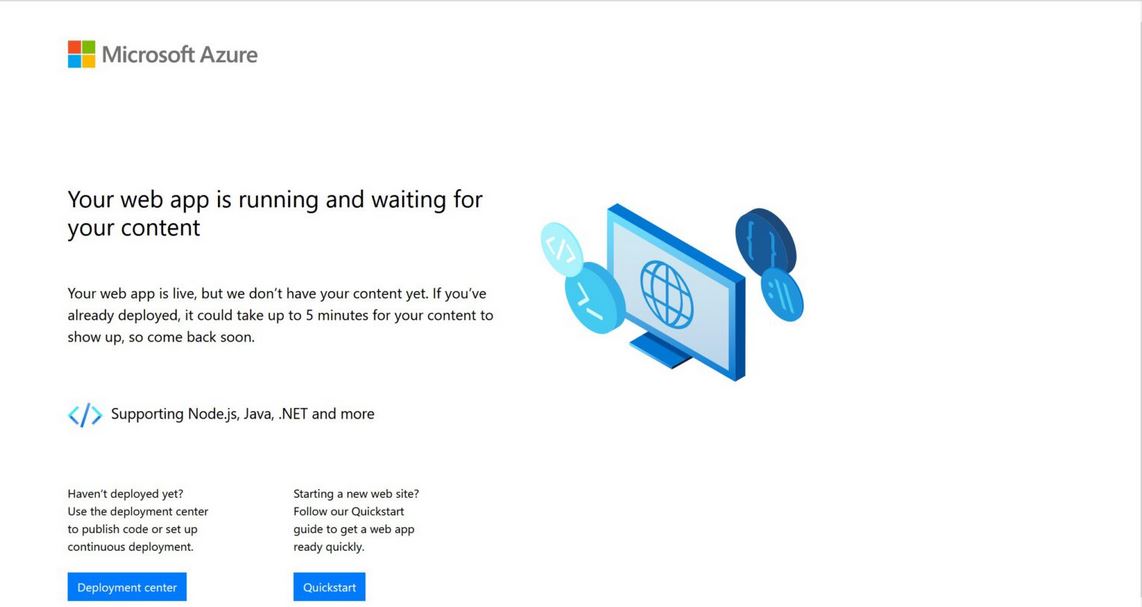 Microsoft Azure
Your web app is running and waiting for
your content
Your web app is live, but we don’t have your content yet. If you’ve
already deployed, it could take up to 5 minutes for your content to
show up, so come back soon.
</> Supporting Node.js, Java, .NET and more
Haven’t deployed yet?
Use the deployment center
to publish code or set up
continuous deployment.
Deployment center
Starting a new web site?
Follow our Quickstart
guide to get a web app
ready quickly.
Quickstart